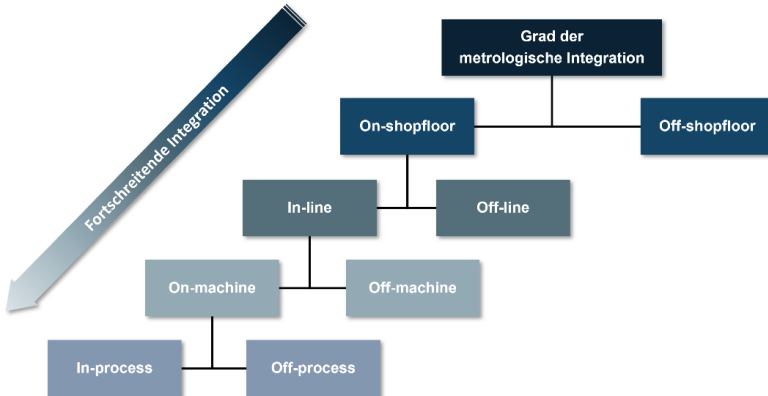 Grad der
metrologische Integration
Fortschreitende Integration
On-shopfloor
Off-shopfloor
In-line
Off-line
On-machine
Off-machine
In-process
Off-process